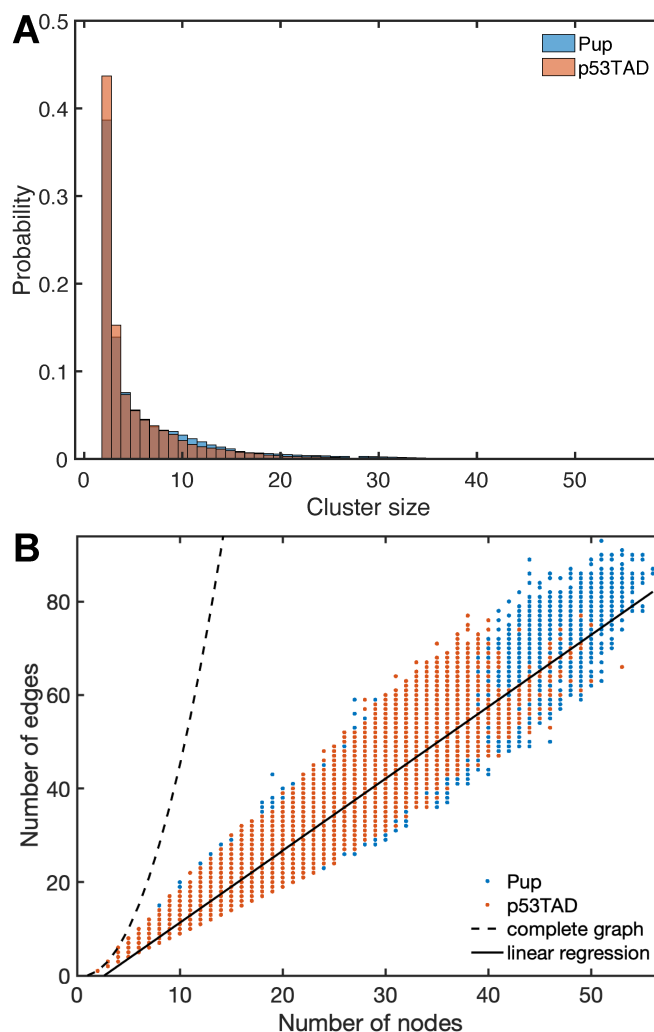 A
0.5
0.4
0.3
0.2
0.1
0
Probability
Pup
p53TAD
0 10 20 30 40 50
Cluster size
B
80
60
40
20
0
Number of edges
Pup
p53TAD
complete graph
linear regression
0 10 20 30 40 50
Number of nodes